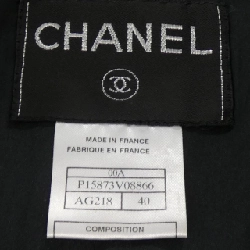 CHANEL
MADE IN FRANCE
FABRIQUE EN FRANCE
00A
P15873V08866
AG218 40
COMPOSITION